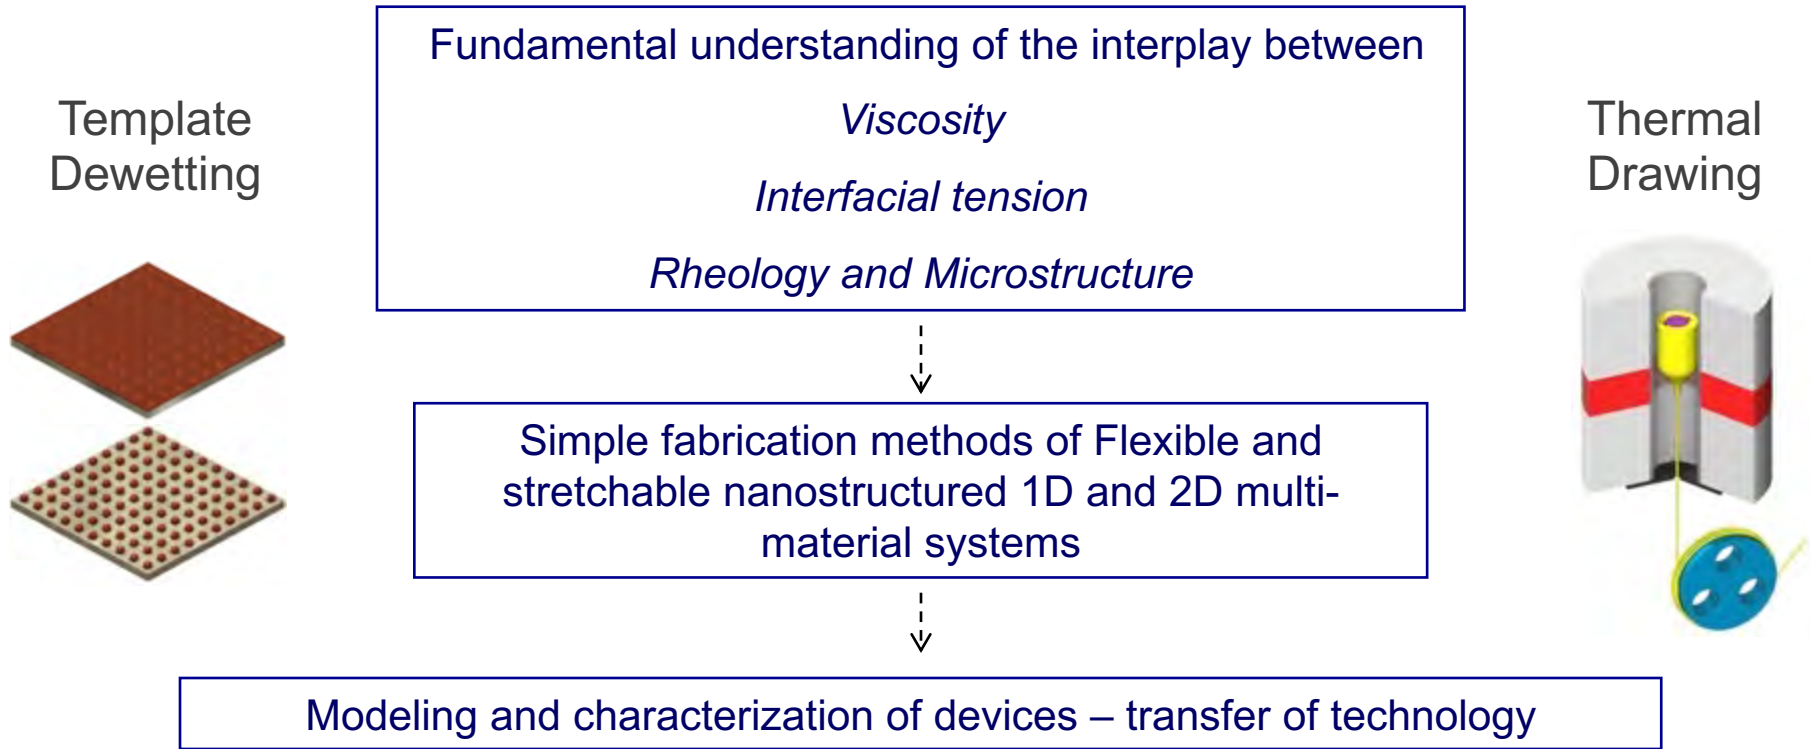 Fundamental understanding of the interplay between
Viscosity
Interfacial tension
Rheology and Microstructure
Template
Dewetting
Thermal
Drawing
Simple fabrication methods of Flexible and
stretchable nanostructured 1D and 2D multi-
material systems
Modeling and characterization of devices – transfer of technology